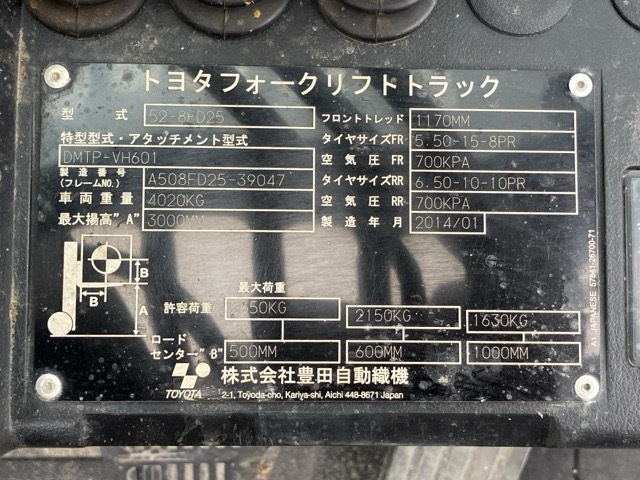 トヨタフォークリフトトラック
型式 52-8FD25 フロントトレッド 1170MM
特型型式・アタッチメント型式 タイヤサイズFR 5.50-15-8PR
DMTP-VH601 空気圧 FR 700KPA
製造番号(フレームNO.) A508FD25-39047 タイヤサイズRR 6.50-10-10PR
車両重量 4020KG 空気圧 RR 700KPA
最大揚高"A" 3000MM 製造年月 2014/01
B
B
A
最大荷重
許容荷重 2150KG 1630KG
ロードセンター"B" 500MM 600MM 1000MM
TOYOTA 株式会社豊田自動織機
2-1, Toyoda-cho, Kariya-shi, Aichi 448-8671 Japan
A1 JAPANESE 57841-26700-71